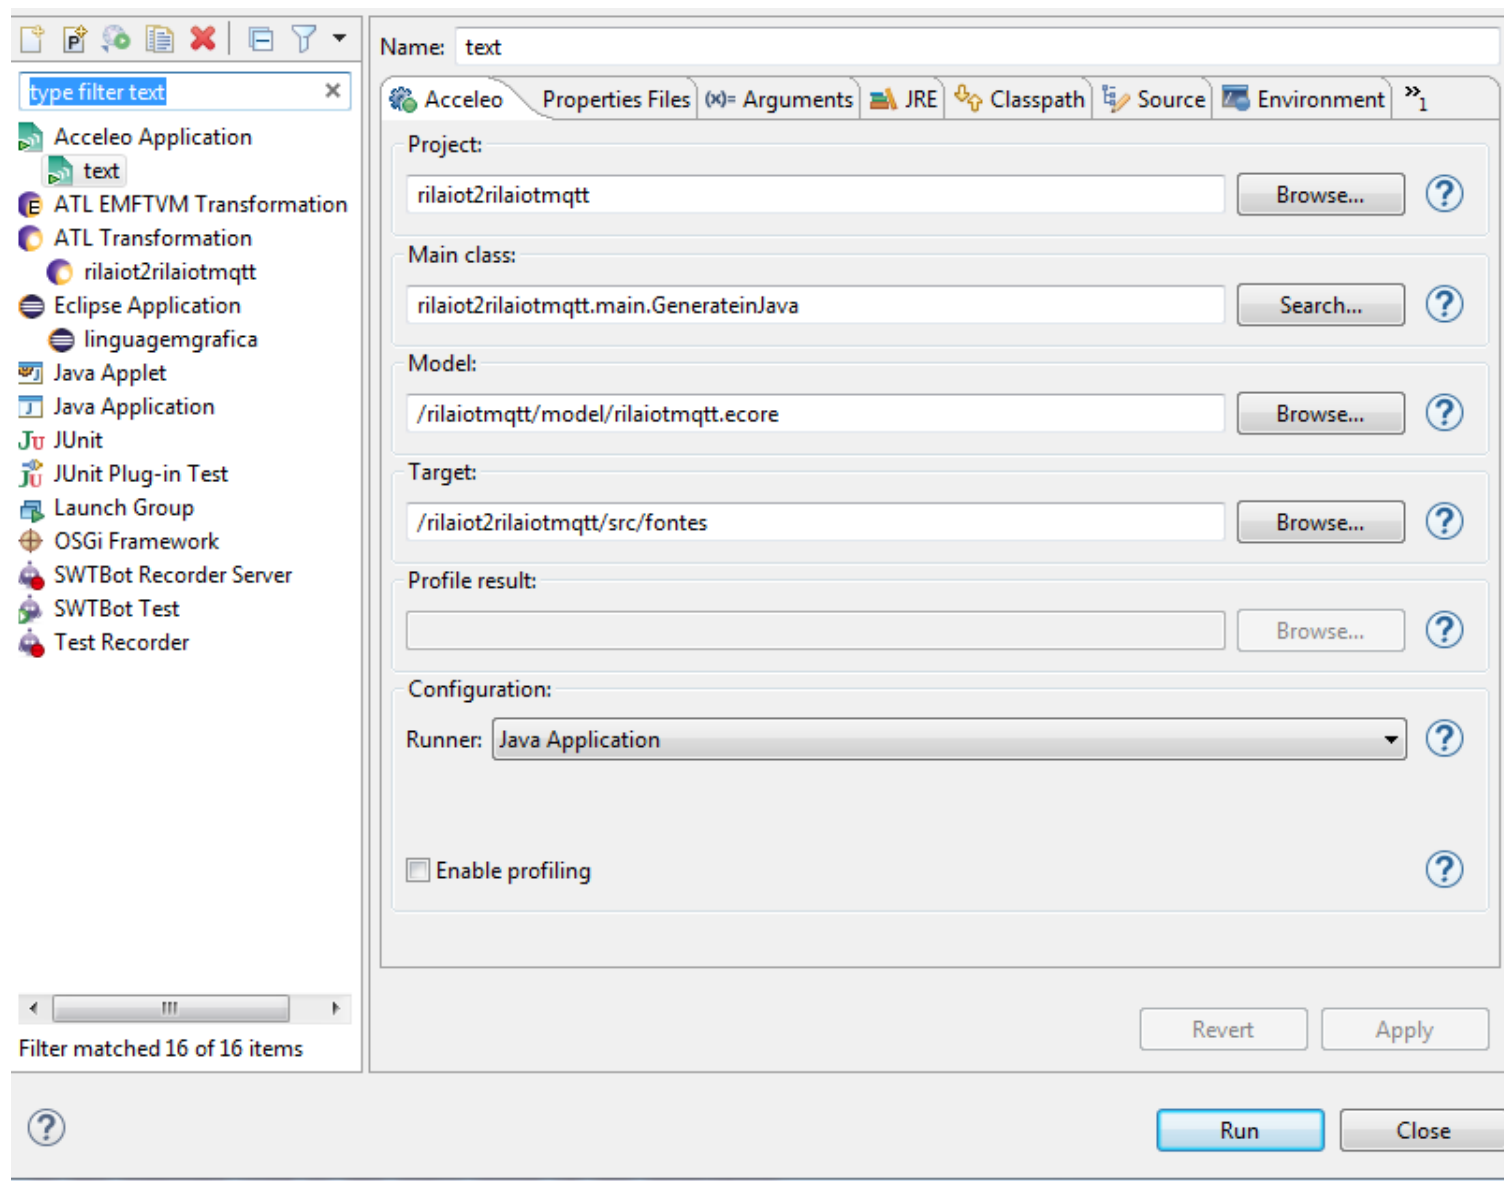 Name: text
type filter text
Acceleo Properties Files (x)= Arguments JRE Classpath Source Environment »1
Acceleo Application
text
ATL EMFTVM Transformation
ATL Transformation
rilaiot2rilaiotmqtt
Eclipse Application
linguagemgrafica
Java Applet
Java Application
JUnit
JUnit Plug-in Test
Launch Group
OSGi Framework
SWTBot Recorder Server
SWTBot Test
Test Recorder
Filter matched 16 of 16 items
Project:
rilaiot2rilaiotmqtt Browse...
Main class:
rilaiot2rilaiotmqtt.main.GenerateinJava Search...
Model:
/rilaiotmqtt/model/rilaiotmqtt.ecore Browse...
Target:
/rilaiot2rilaiotmqtt/src/fontes Browse...
Profile result:
Browse...
Configuration:
Runner: Java Application
Enable profiling
Revert Apply
Run Close